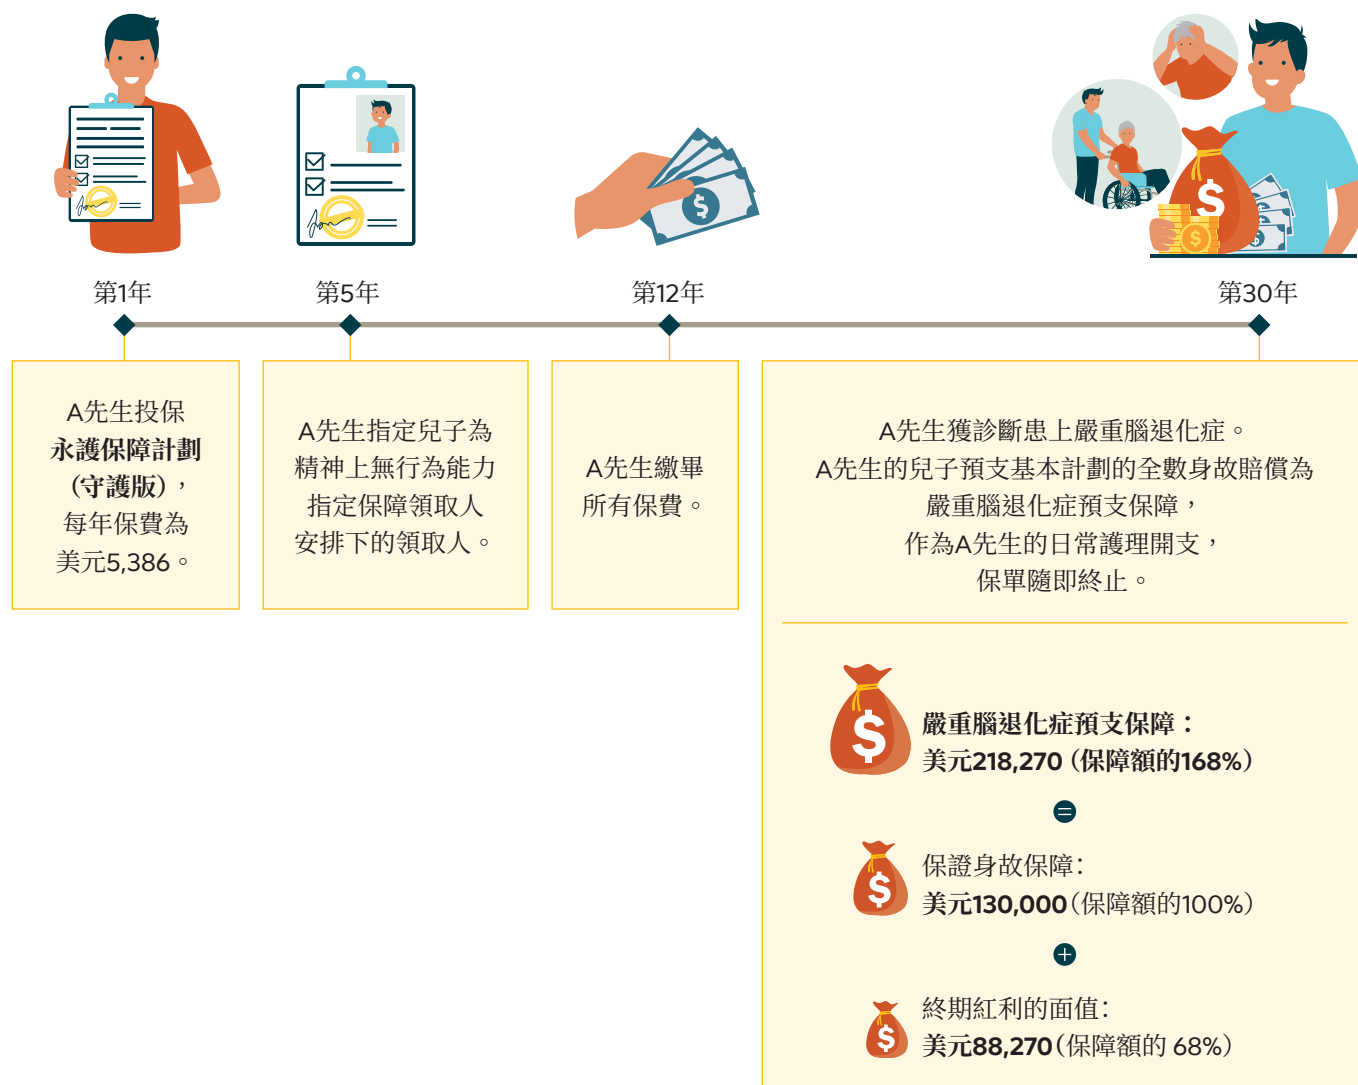 第1年
第5年
第12年
第30年
A先生投保
永護保障計劃
（守護版），
每年保費為
美元5,386。
A先生指定兒子為
精神上無行為能力
指定保障領取人
安排下的領取人。
A先生繳畢
所有保費。
A先生獲診斷患上嚴重腦退化症。
A先生的兒子預支基本計劃的全數身故賠償為
嚴重腦退化症預支保障，
作為A先生的日常護理開支，
保單隨即終止。
嚴重腦退化症預支保障：
美元218,270（保障額的168%）
=
保證身故保障：
美元130,000（保障額的100%）
+
終期紅利的面值：
美元88,270（保障額的 68%）